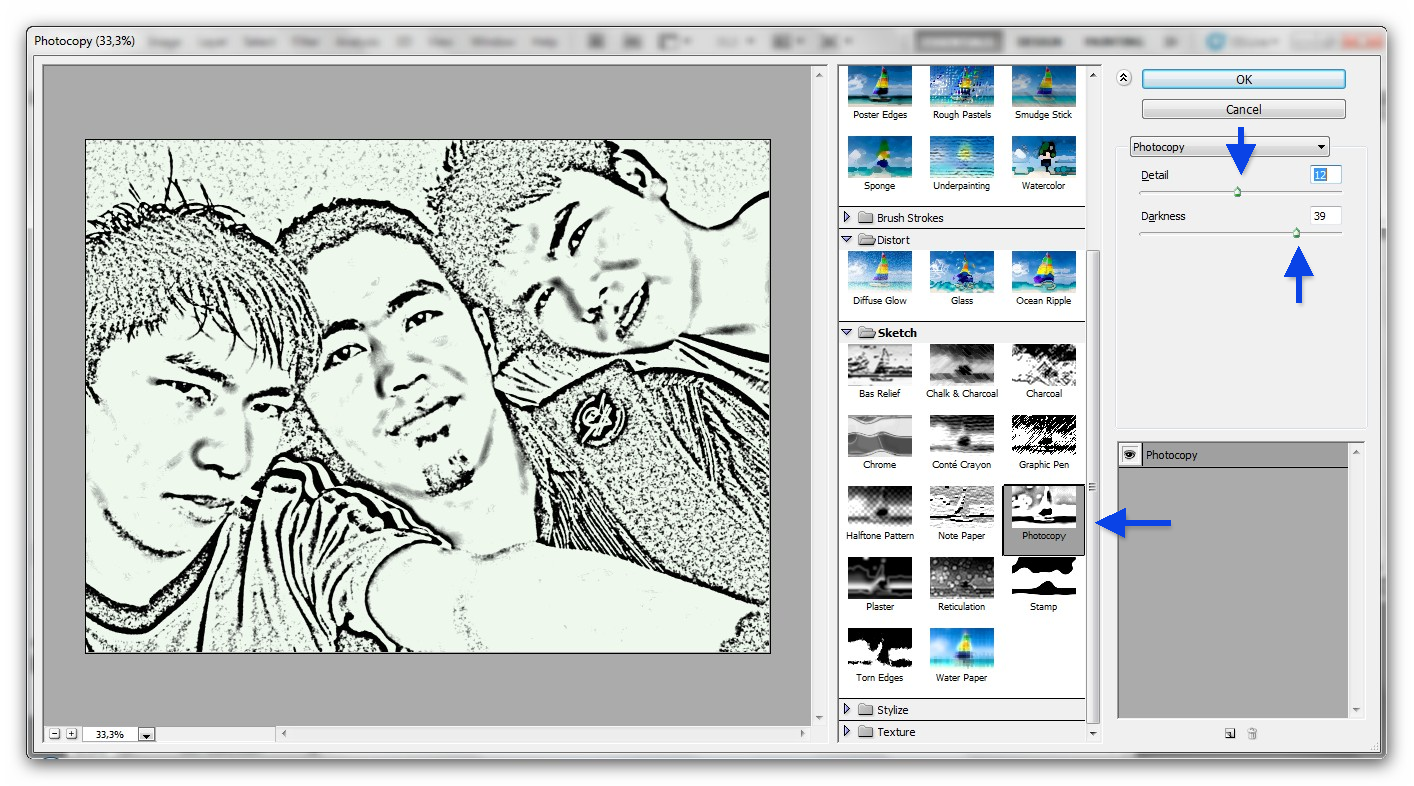 Photocopy (33,3%)
Poster Edges Rough Pastels Smudge Stick
Sponge Underpainting Watercolor
Brush Strokes
Distort
Diffuse Glow Glass Ocean Ripple
Sketch
Bas Relief Chalk & Charcoal Charcoal
Chrome Conté Crayon Graphic Pen
Halftone Pattern Note Paper Photocopy
Plaster Reticulation Stamp
Torn Edges Water Paper
Stylize
Texture
33,3%
OK
Cancel
Photocopy
Detail 12
Darkness 39
Photocopy